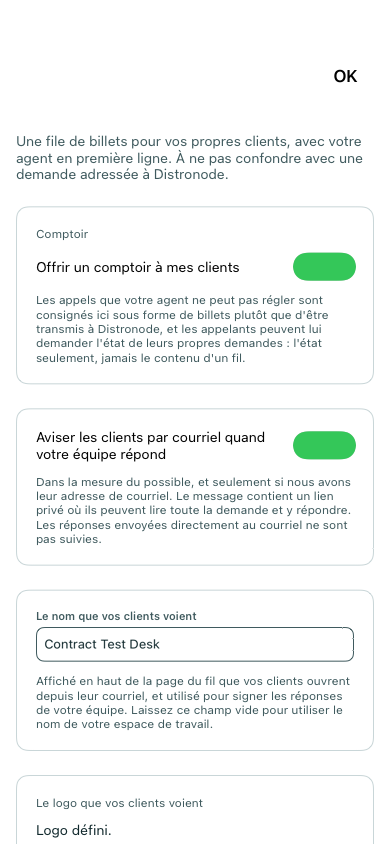 OK
Une file de billets pour vos propres clients, avec votre
agent en première ligne. À ne pas confondre avec une
demande adressée à Distronode.
Comptoir
Offrir un comptoir à mes clients
Les appels que votre agent ne peut pas régler sont
consignés ici sous forme de billets plutôt que d'être
transmis à Distronode, et les appelants peuvent lui
demander l'état de leurs propres demandes : l'état
seulement, jamais le contenu d'un fil.
Aviser les clients par courriel quand
votre équipe répond
Dans la mesure du possible, et seulement si nous avons
leur adresse de courriel. Le message contient un lien
privé où ils peuvent lire toute la demande et y répondre.
Les réponses envoyées directement au courriel ne sont
pas suivies.
Le nom que vos clients voient
Contract Test Desk
Affiché en haut de la page du fil que vos clients ouvrent
depuis leur courriel, et utilisé pour signer les réponses
de votre équipe. Laissez ce champ vide pour utiliser le
nom de votre espace de travail.
Le logo que vos clients voient
Logo défini.